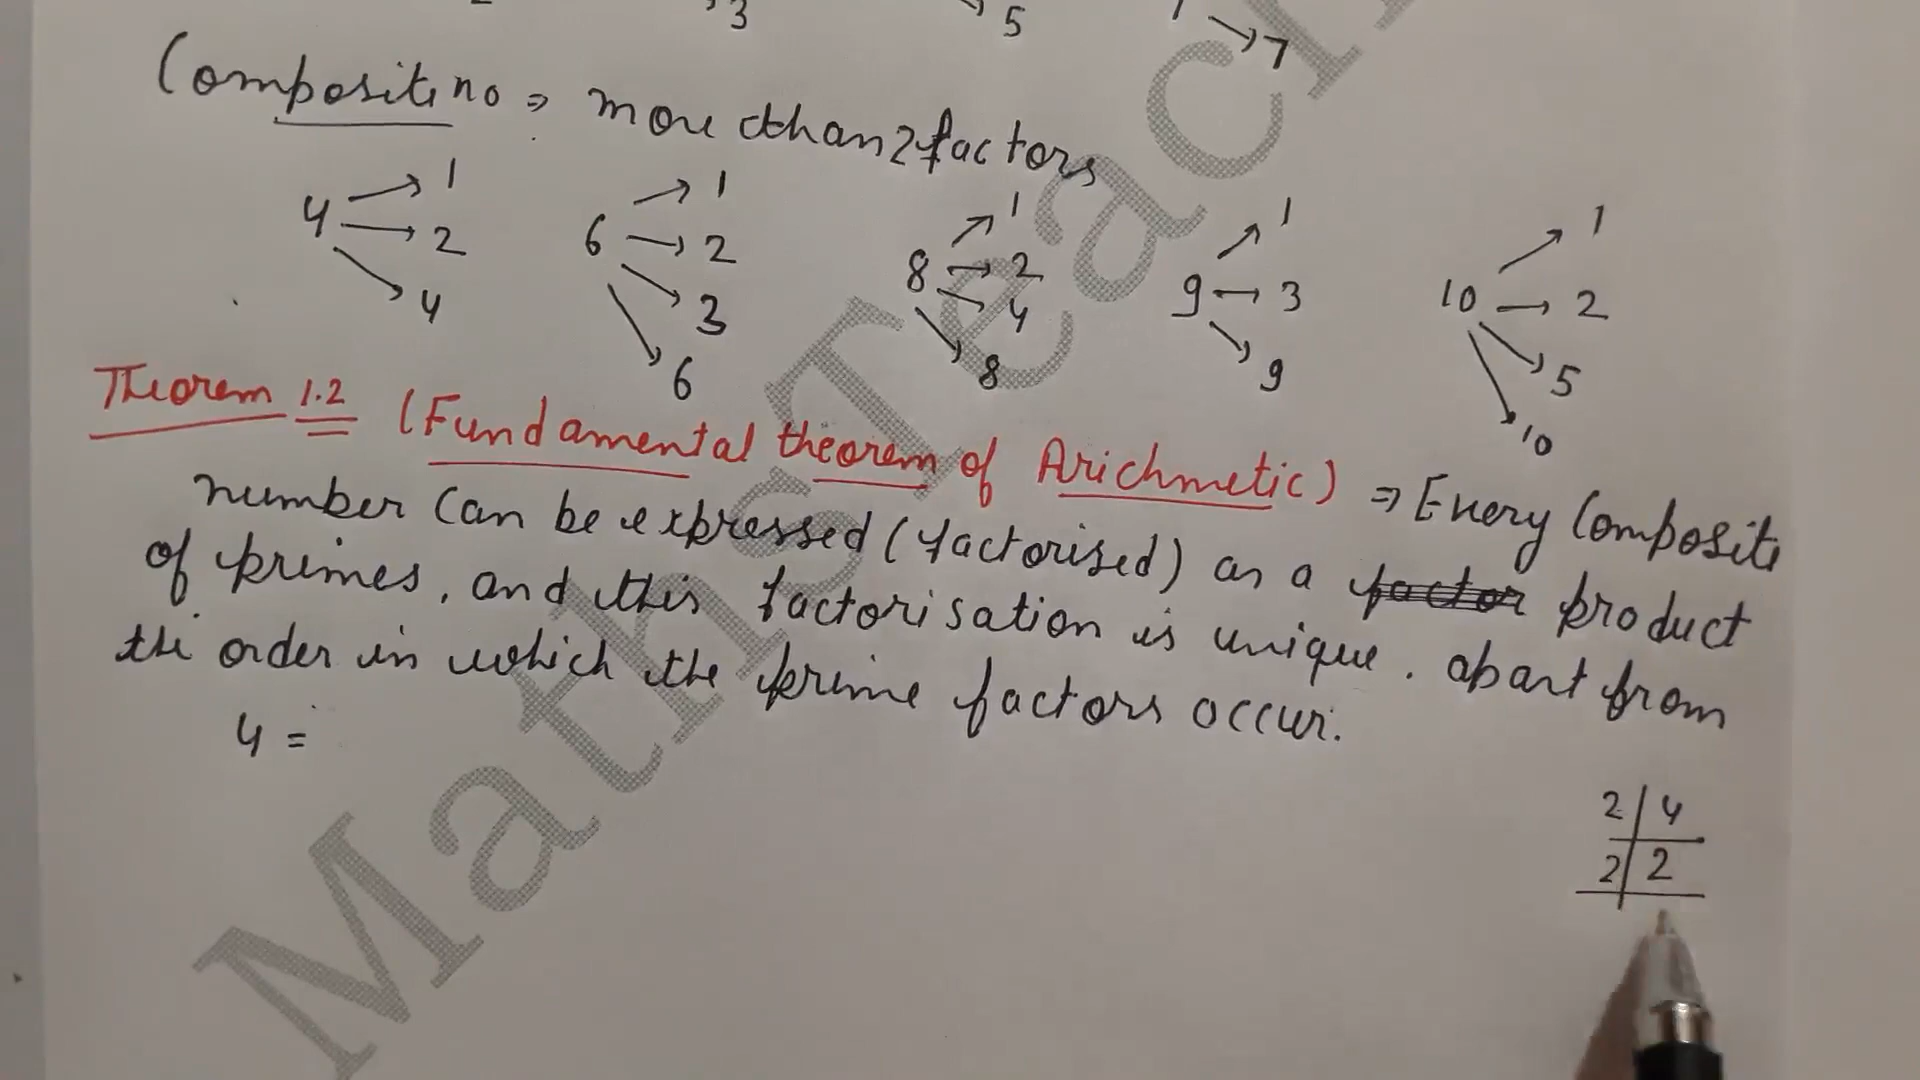 3 5 7
Composite no ⇒ more than 2 factors
4 → 1 6 → 1 8 → 1 9 → 1 10 → 1
→ 2 → 2 → 2 → 3 → 2
→ 4 → 3 → 4 → 9 → 5
→ 6 → 8 → 10
Theorem 1.2 (Fundamental theorem of Arichmetic) ⇒ Every Composite
number Can be expressed (factorised) as a factor product
of primes, and this factorisation is unique. apart from
the order in which the prime factors occur.
4 =
2 | 4
2 | 2
Maths Teach